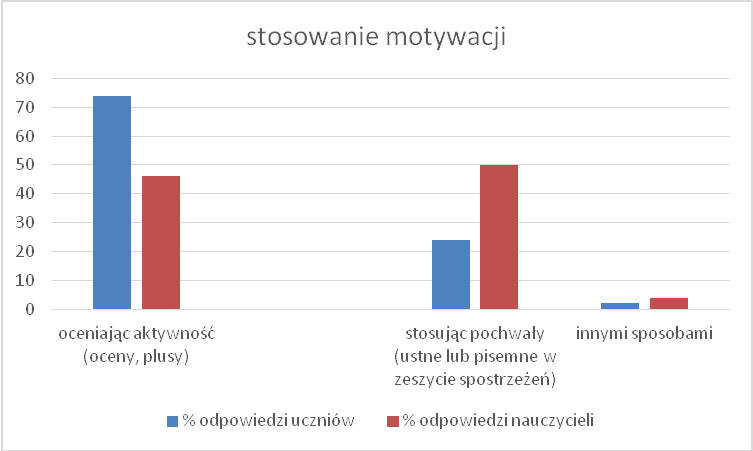 stosowanie motywacji
80
70
60
50
40
30
20
10
0
oceniając aktywność
(oceny, plusy)
stosując pochwały
(ustne lub pisemne w
zeszycie spostrzeżeń)
innymi sposobami
% odpowiedzi uczniów
% odpowiedzi nauczycieli